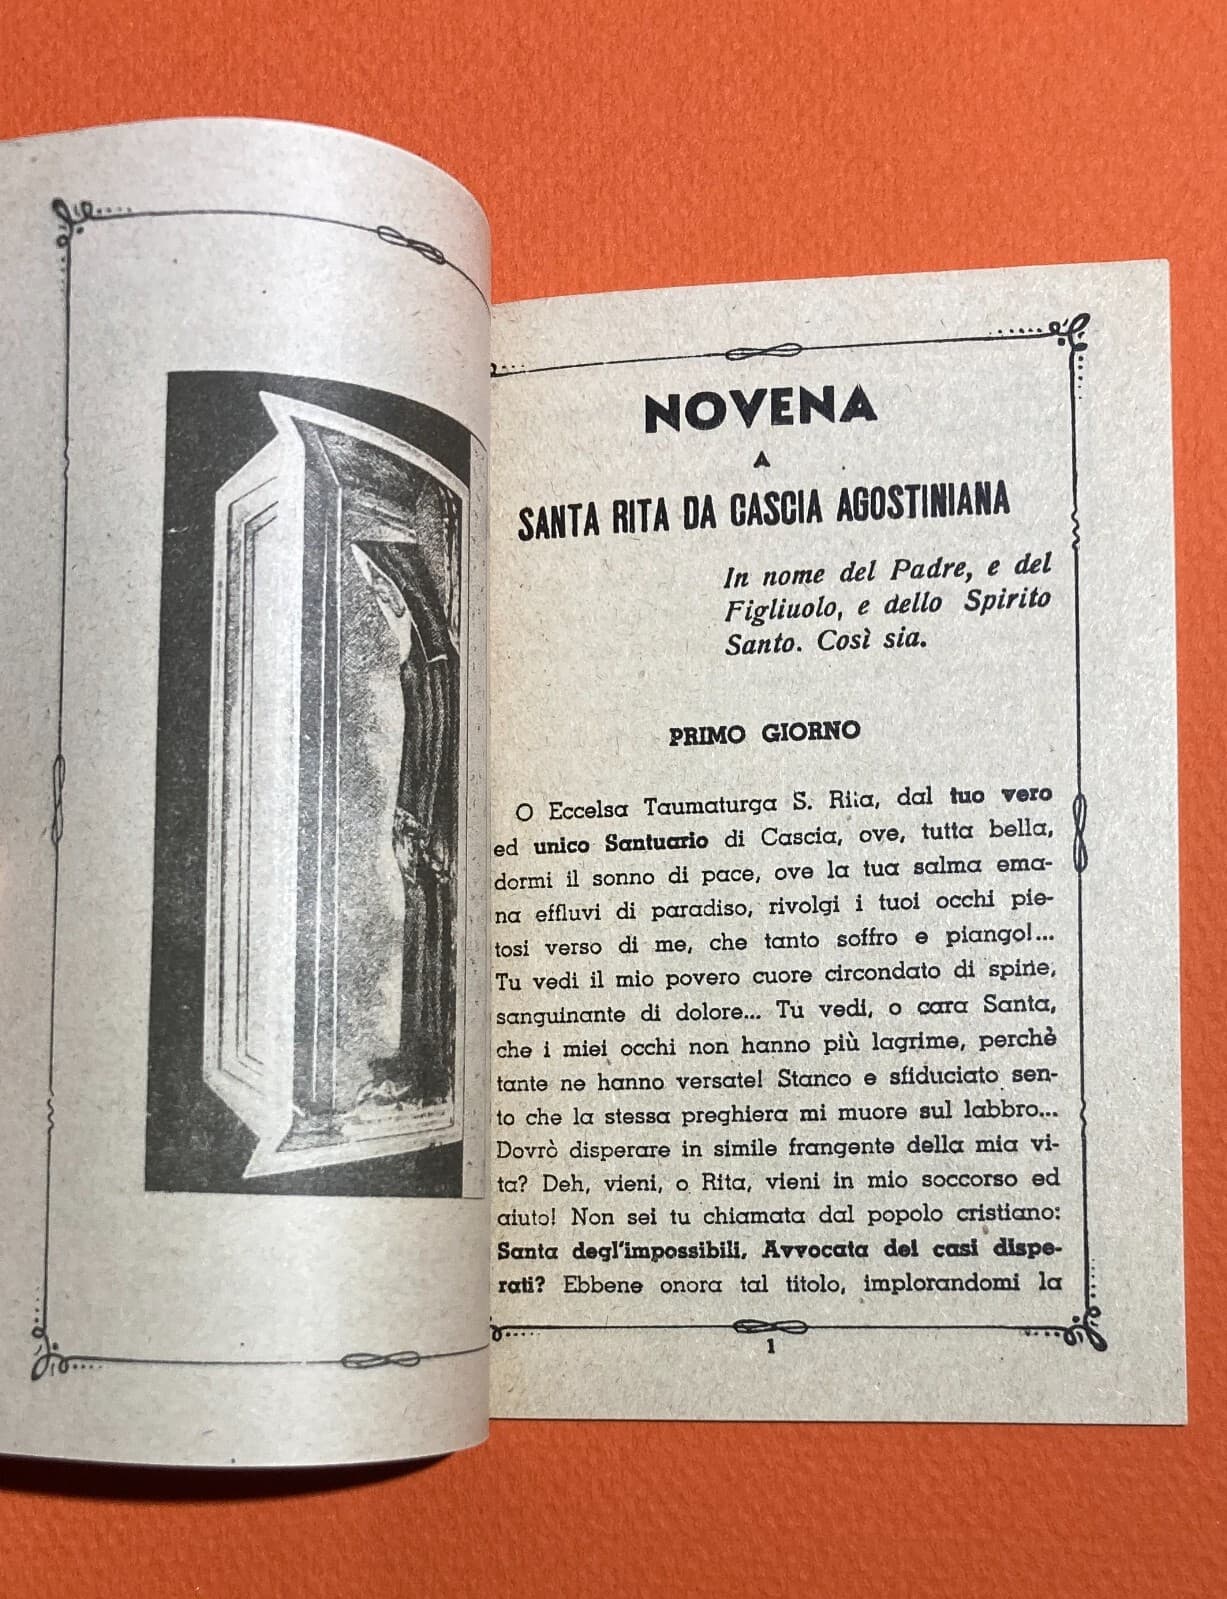 NOVENA
A
SANTA RITA DA CASCIA AGOSTINIANA
In nome del Padre, e del
Figliuolo, e dello Spirito
Santo. Così sia.
PRIMO GIORNO
O Eccelsa Taumaturga S. Rita, dal tuo vero
ed unico Santuario di Cascia, ove, tutta bella,
dormi il sonno di pace, ove la tua salma ema-
na effluvi di paradiso, rivolgi i tuoi occhi pie-
tosi verso di me, che tanto soffro e piango!...
Tu vedi il mio povero cuore circondato di spine,
sanguinante di dolore... Tu vedi, o cara Santa,
che i miei occhi non hanno più lagrime, perchè
tante ne hanno versate! Stanco e sfiduciato sen-
to che la stessa preghiera mi muore sul labbro...
Dovrò disperare in simile frangente della mia vi-
ta? Deh, vieni, o Rita, vieni in mio soccorso ed
aiuto! Non sei tu chiamata dal popolo cristiano:
Santa degl'impossibili, Avvocata dei casi dispe-
rati? Ebbene onora tal titolo, implorandomi la
1